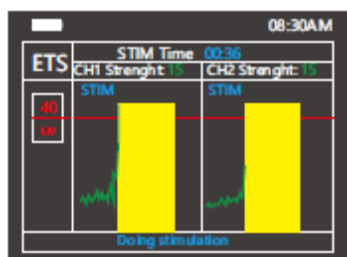 08:30AM
ETS
STIM Time 00:36
CH1 Strenght: 15
CH2 Strenght: 15
STIM
STIM
40
uv
Doing stimulation